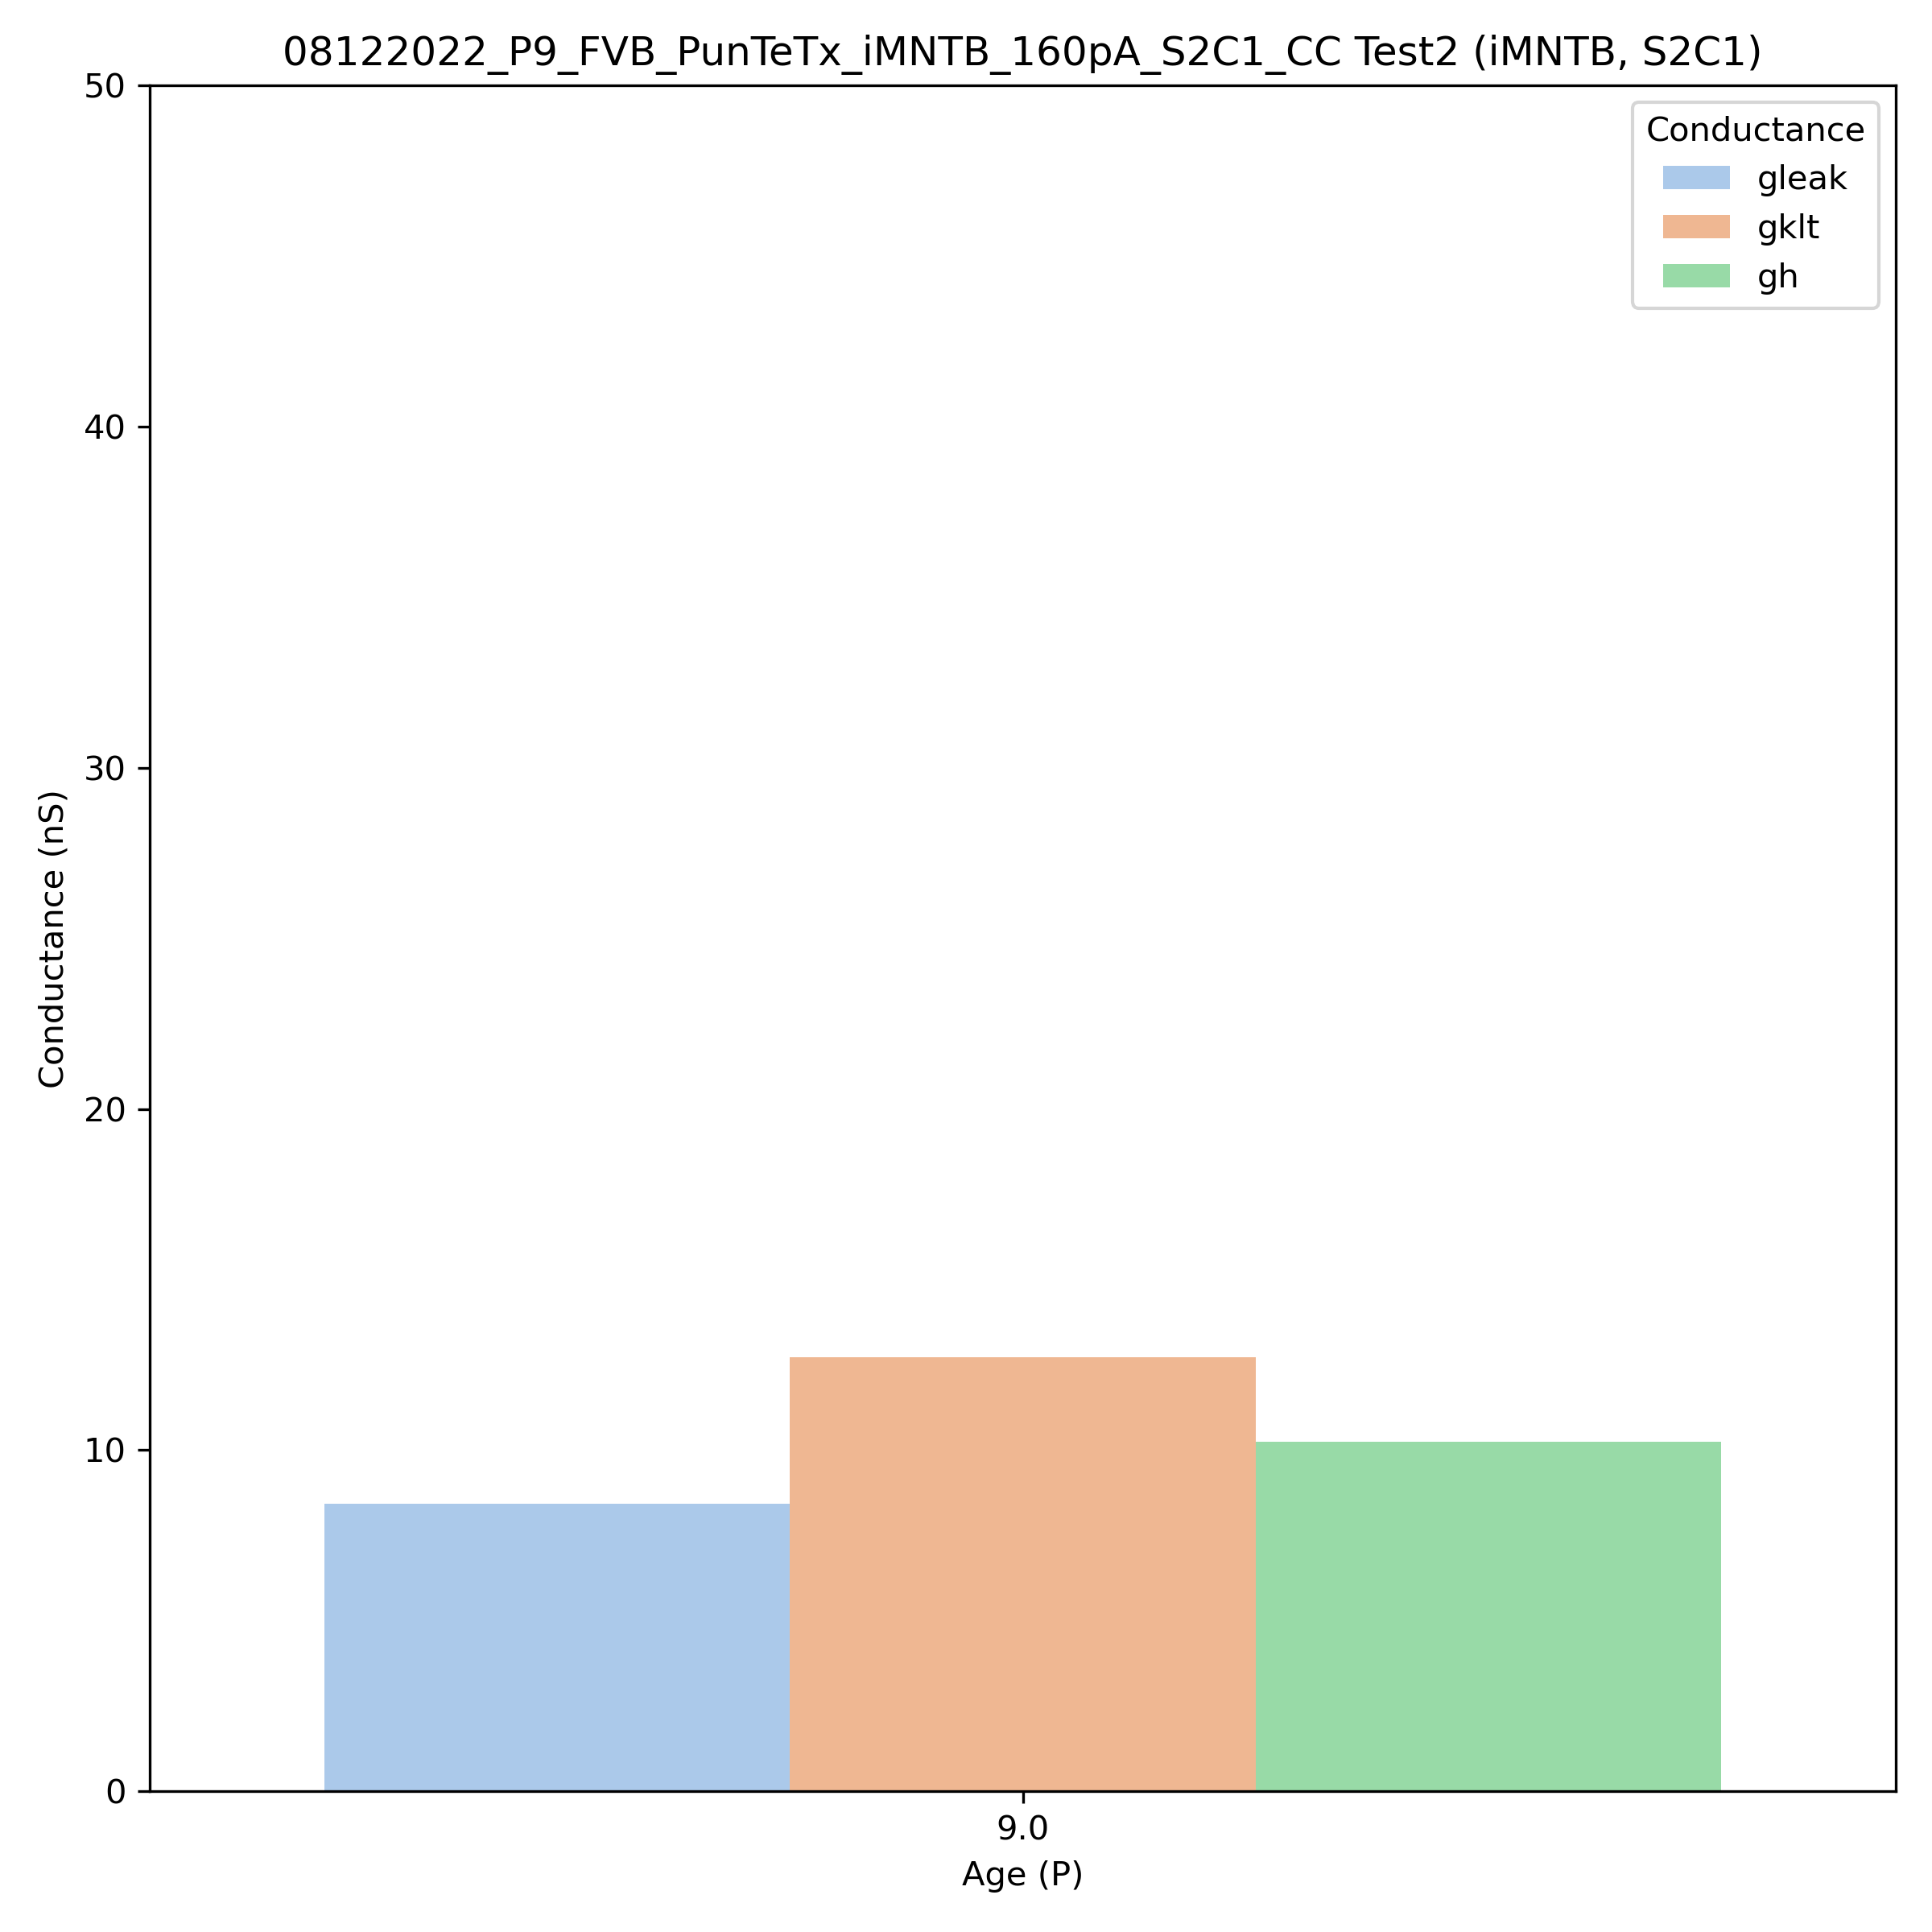 08122022_P9_FVB_PunTeTx_iMNTB_160pA_S2C1_CC Test2 (iMNTB, S2C1)
Conductance
gleak
gklt
gh
50
40
30
20
10
0
Conductance (nS)
9.0
Age (P)